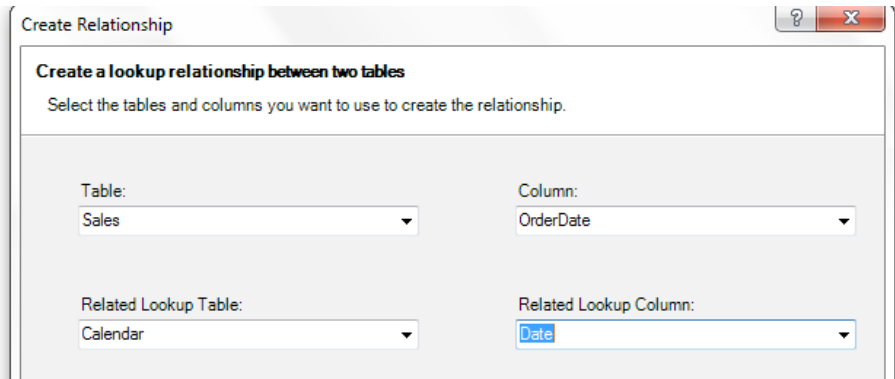 Create Relationship
?
X
Create a lookup relationship between two tables
Select the tables and columns you want to use to create the relationship.
Table: Column:
Sales OrderDate
Related Lookup Table: Related Lookup Column:
Calendar Date